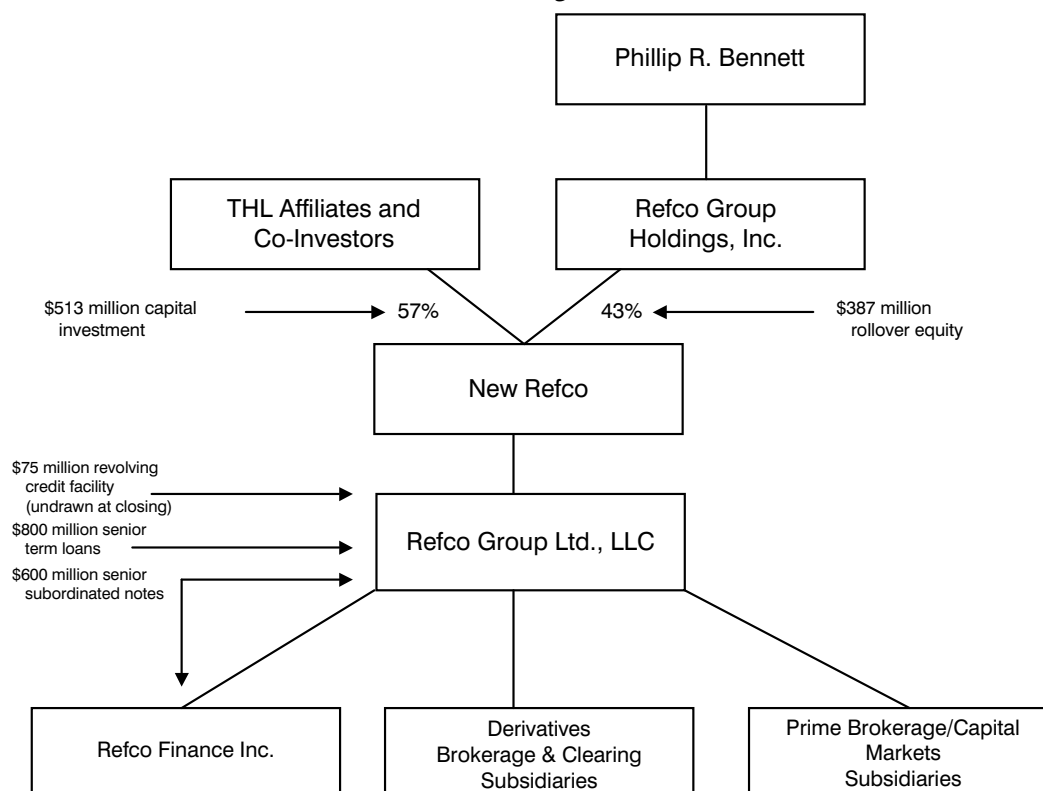 Phillip R. Bennett
THL Affiliates and
Co-Investors
Refco Group
Holdings, Inc.
$513 million capital
investment
57%
43%
$387 million
rollover equity
New Refco
$75 million revolving
credit facility
(undrawn at closing)
$800 million senior
term loans
$600 million senior
subordinated notes
Refco Group Ltd., LLC
Refco Finance Inc.
Derivatives
Brokerage & Clearing
Subsidiaries
Prime Brokerage/Capital
Markets
Subsidiaries